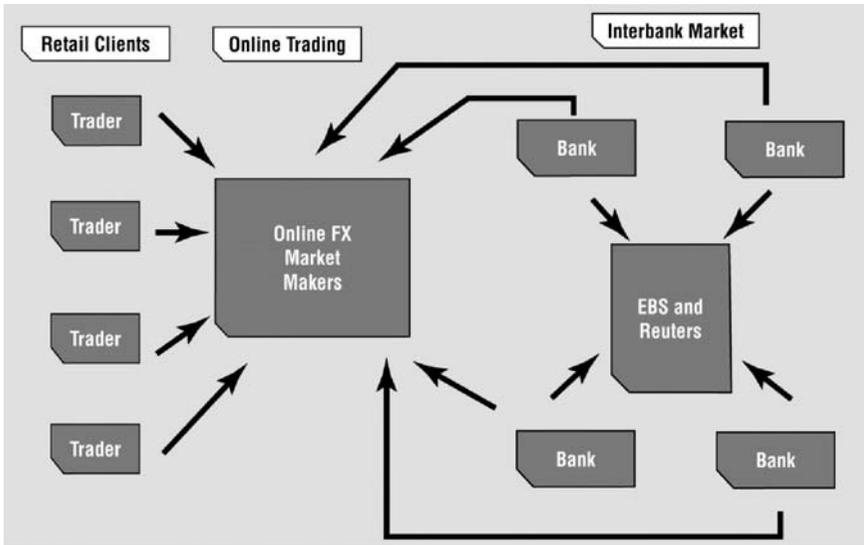 Retail Clients
Online Trading
Interbank Market
Trader
Trader
Trader
Trader
Online FX
Market
Makers
Bank
Bank
EBS and
Reuters
Bank
Bank